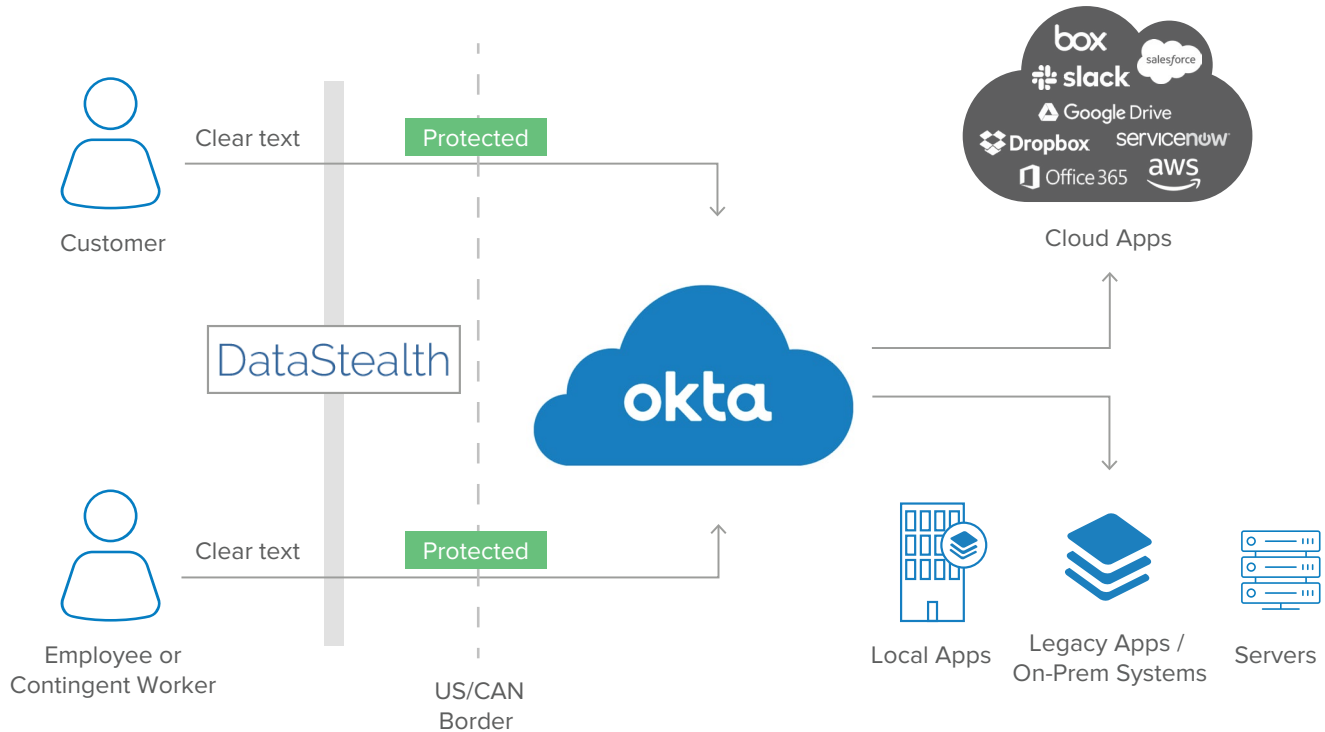 box
salesforce
slack
Google Drive
Dropbox
servicenow
Office 365
aws
Cloud Apps
Clear text
Protected
Customer
DataStealth
okta
Clear text
Protected
Employee or
Contingent Worker
US/CAN
Border
Local Apps
Legacy Apps /
On-Prem Systems
Servers